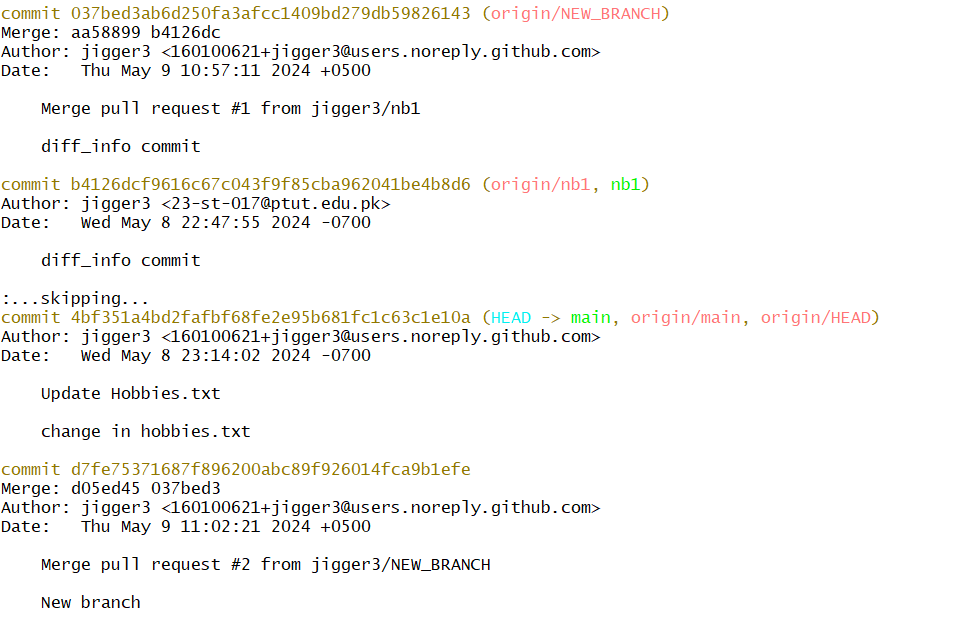 commit 037bed3ab6d250fa3afcc1409bd279db59826143 (origin/NEW_BRANCH)
Merge: aa58899 b4126dc
Author: jigger3 <160100621+jigger3@users.noreply.github.com>
Date:   Thu May 9 10:57:11 2024 +0500

    Merge pull request #1 from jigger3/nb1

    diff_info commit

commit b4126dcf9616c67c043f9f85cba962041be4b8d6 (origin/nb1, nb1)
Author: jigger3 <23-st-017@ptut.edu.pk>
Date:   Wed May 8 22:47:55 2024 -0700

    diff_info commit

:...skipping...
commit 4bf351a4bd2fafbf68fe2e95b681fc1c63c1e10a (HEAD -> main, origin/main, origin/HEAD)
Author: jigger3 <160100621+jigger3@users.noreply.github.com>
Date:   Wed May 8 23:14:02 2024 -0700

    Update Hobbies.txt

    change in hobbies.txt

commit d7fe75371687f896200abc89f926014fca9b1efe
Merge: d05ed45 037bed3
Author: jigger3 <160100621+jigger3@users.noreply.github.com>
Date:   Thu May 9 11:02:21 2024 +0500

    Merge pull request #2 from jigger3/NEW_BRANCH

    New branch